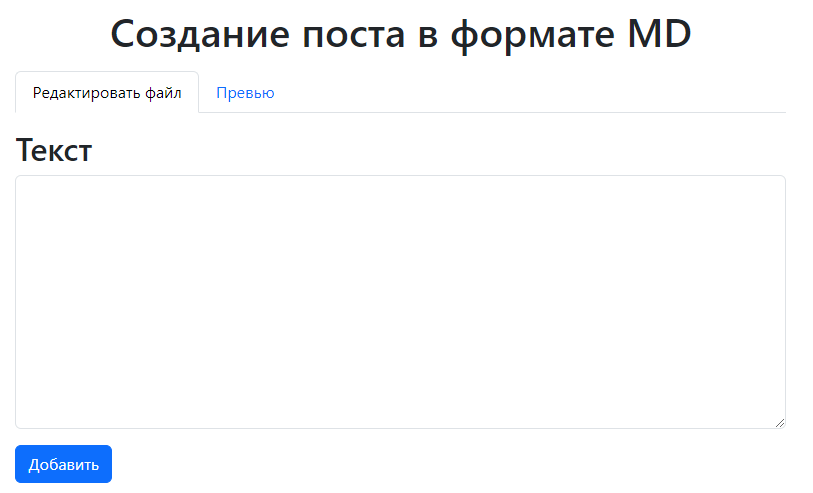 Создание поста в формате MD
Редактировать файл Превью
Текст
Добавить